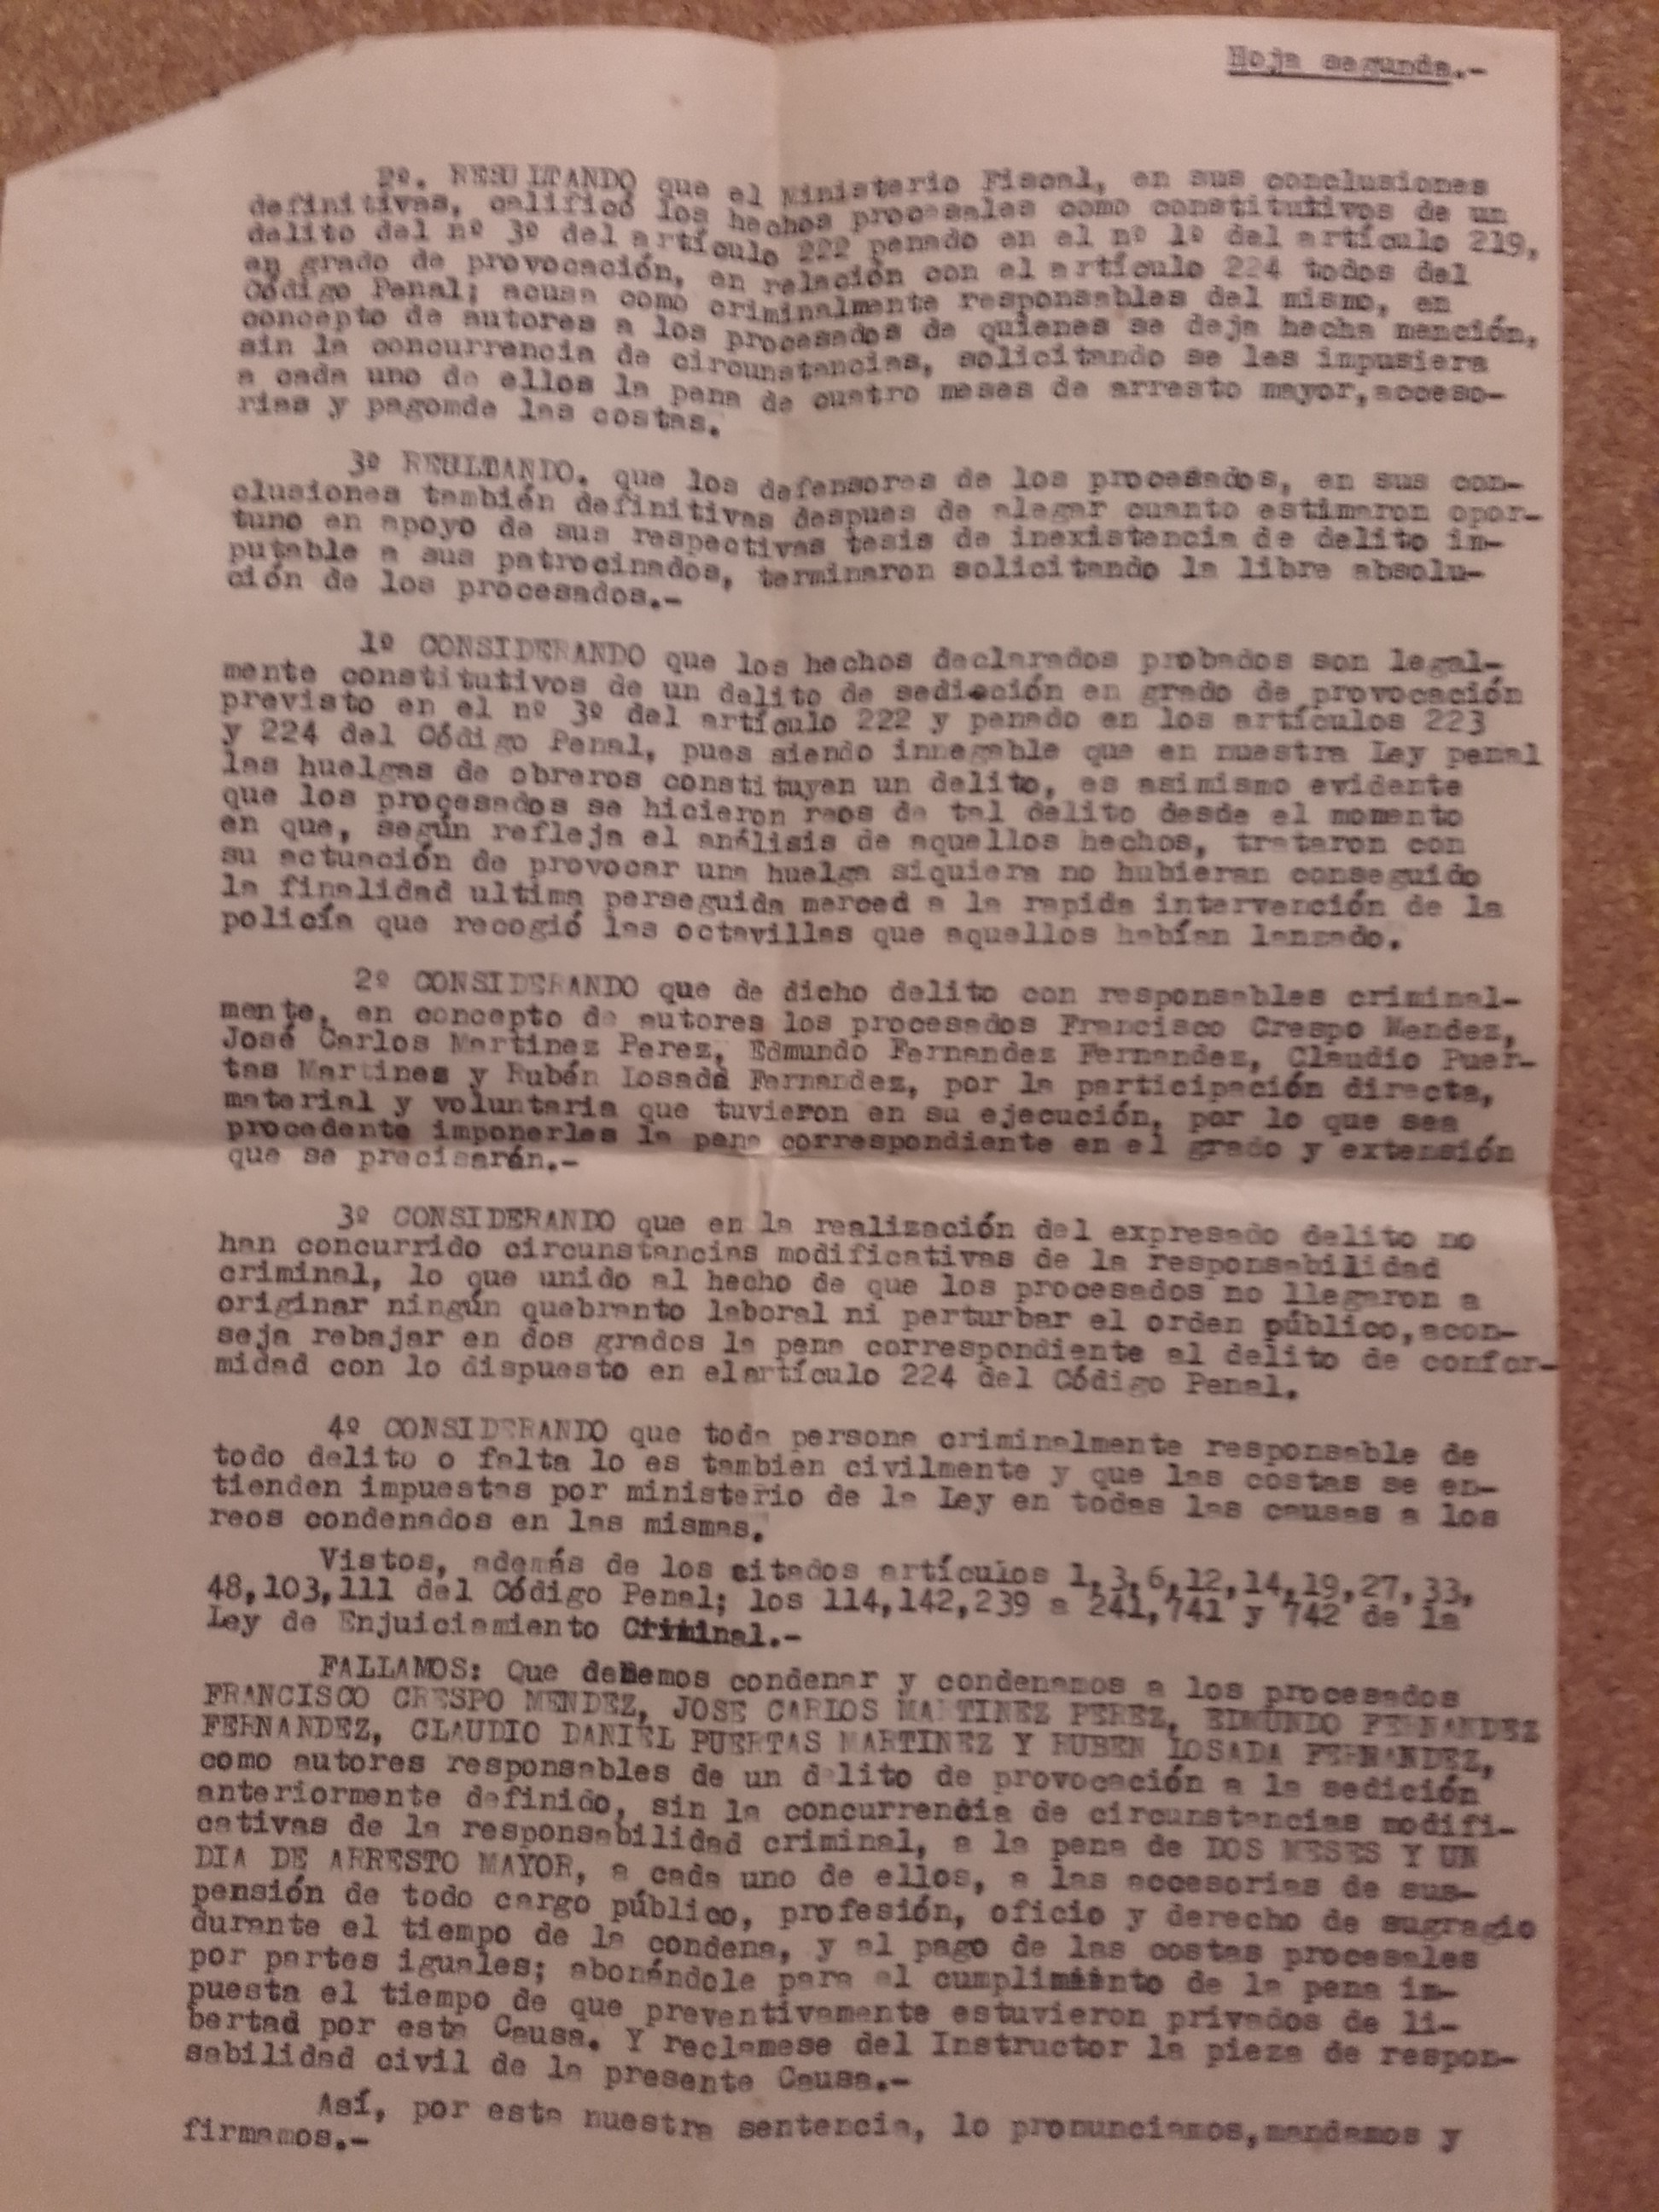 Hoja segunda.-
2º. RESULTANDO que el Ministerio Fiscal, en sus conclusiones
definitivas, calificó los hechos procesales como constitutivos de un
delito del nº 3º del artículo 222 penado en el nº 1º del artículo 219,
en grado de provocación, en relación con el artículo 224 todos del
Código Penal; acusa como criminalmente responsables del mismo, en
concepto de autores a los procesados de quienes se deja hecha mención,
sin la concurrencia de circunstancias, solicitando se les impusiera
a cada uno de ellos la pena de cuatro meses de arresto mayor,acceso-
rias y pagomde las costas.
3º RESULTANDO. que los defensores de los procesados, en sus con-
clusiones también definitivas despues de alegar cuanto estimaron opor-
tuno en apoyo de sus respectivas tesis de inexistencia de delito im-
putable a sus patrocinados, terminaron solicitando la libre absolu-
ción de los procesados.-
1º CONSIDERANDO que los hechos declarados probados son legal-
mente constitutivos de un delito de sedición en grado de provocación
previsto en el nº 3º del artículo 222 y penado en los artículos 223
y 224 del Código Penal, pues siendo innegable que en nuestra Ley penal
las huelgas de obreros constituyen un delito, es asimismo evidente
que los procesados se hicieron reos de tal delito desde el momento
en que, según refleja el análisis de aquellos hechos, trataron con
su actuación de provocar una huelga siquiera no hubieran conseguido
la finalidad ultima perseguida merced a la rapida intervención de la
policía que recogió las octavillas que aquellos habían lanzado.
2º CONSIDERANDO que de dicho delito con responsables criminal-
mente, en concepto de autores los procesados Francisco Crespo Mendez,
José Carlos Martinez Perez, Edmundo Fernandez Fernandez, Claudio Puer-
tas Martines y Rubén Losada Fernandez, por la participación directa,
material y voluntaria que tuvieron en su ejecución, por lo que sea
procedente imponerles la pena correspondiente en el grado y extensión
que se precisarán.-
3º CONSIDERANDO que en la realización del expresado delito no
han concurrido circunstancias modificativas de la responsabilidad
criminal, lo que unido al hecho de que los procesados no llegaron a
originar ningún quebranto laboral ni perturbar el orden público,acon-
seja rebajar en dos grados la pena correspondiente al delito de confor-
midad con lo dispuesto en elartículo 224 del Código Penal.
4º CONSIDERANDO que toda persona criminalmente responsable de
todo delito o falta lo es tambien civilmente y que las costas se en-
tienden impuestas por ministerio de la Ley en todas las causas a los
reos condenados en las mismas.
Vistos, además de los citados artículos 1,3,6,12,14,19,27,33,
48,103,111 del Código Penal; los 114,142,239 a 241,741 y 742 de la
Ley de Enjuiciamiento Criminal.-
FALLAMOS: Que debemos condenar y condenamos a los procesados
FRANCISCO CRESPO MENDEZ, JOSE CARLOS MARTINEZ PEREZ, EDMUNDO FERNANDEZ
FERNANDEZ, CLAUDIO DANIEL PUERTAS MARTINEZ Y RUBEN LOSADA FERNANDEZ,
como autores responsables de un delito de provocación a la sedición
anteriormente definido, sin la concurrencia de circunstancias modifi-
cativas de la responsabilidad criminal, a la pena de DOS MESES Y UN
DIA DE ARRESTO MAYOR, a cada uno de ellos, a las accesorias de sus-
pensión de todo cargo público, profesión, oficio y derecho de sugragio
durante el tiempo de la condena, y al pago de las costas procesales
por partes iguales; abonándole para el cumplimiento de la pena im-
puesta el tiempo de que preventivamente estuvieron privados de li-
bertad por esta Causa. Y reclamese del Instructor la pieza de respon-
sabilidad civil de la presente Causa.-
Así, por esta nuestra sentencia, lo pronunciamos,mandamos y
firmamos.-